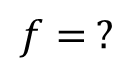 f = ?